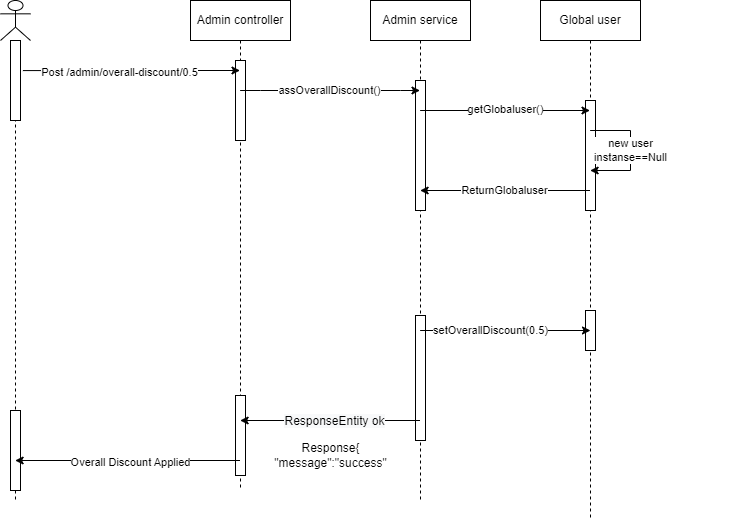 Admin controller
Admin service
Global user
Post /admin/overall-discount/0.5
assOverallDiscount()
getGlobaluser()
new user
instanse==Null
ReturnGlobaluser
setOverallDiscount(0.5)
ResponseEntity ok
Response{
"message":"success"
Overall Discount Applied